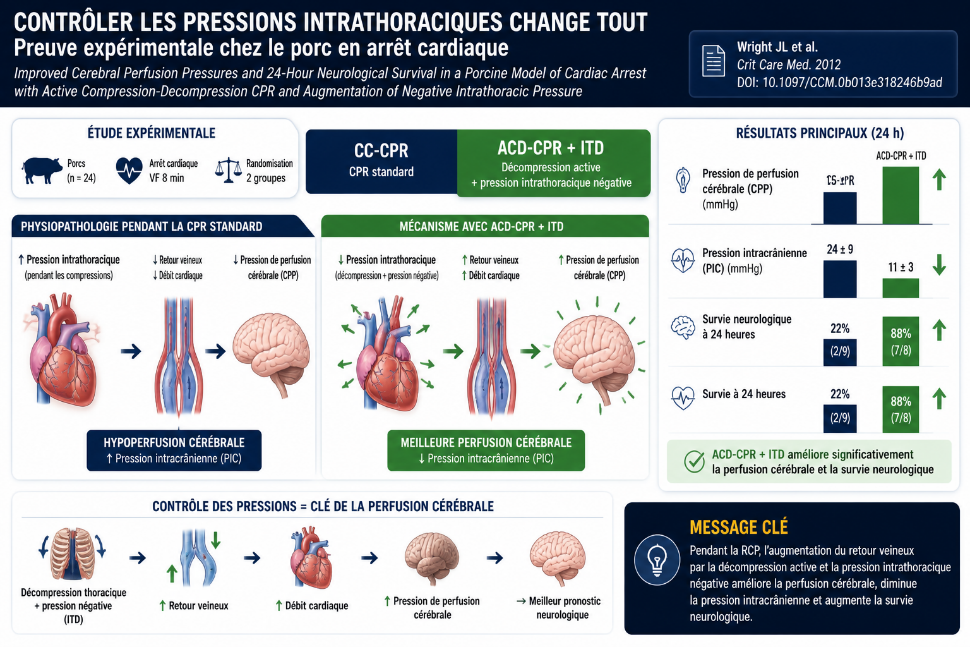 CONTRÔLER LES PRESSIONS INTRATHORACIQUES CHANGE TOUT
Preuve expérimentale chez le porc en arrêt cardiaque
Improved Cerebral Perfusion Pressures and 24-Hour Neurological Survival in a Porcine Model of Cardiac Arrest
with Active Compression-Decompression CPR and Augmentation of Negative Intrathoracic Pressure
Wright JL et al.
Crit Care Med. 2012
DOI: 10.1097/CCM.0b013e318246b9ad
ÉTUDE EXPÉRIMENTALE
Porcs
(n = 24)
Arrêt cardiaque
VF 8 min
Randomisation
2 groupes
CC-CPR
CPR standard
ACD-CPR + ITD
Décompression active
+ pression intrathoracique négative
PHYSIOPATHOLOGIE PENDANT LA CPR STANDARD
↑ Pression intrathoracique
(pendant les compressions)
↓ Retour veineux
↓ Débit cardiaque
↓ Pression de perfusion
cérébrale (CPP)
HYPOPERFUSION CÉRÉBRALE
↑ Pression intracrânienne (PIC)
MÉCANISME AVEC ACD-CPR + ITD
↓ Pression intrathoracique
(décompression + pression négative)
↑ Retour veineux
↑ Débit cardiaque
↑ Pression de perfusion
cérébrale (CPP)
MEILLEURE PERFUSION CÉRÉBRALE
↓ Pression intracrânienne (PIC)
RÉSULTATS PRINCIPAUX (24 h)
ACD-CPR + ITD
Pression de perfusion
cérébrale (CPP)
(mmHg)
Pression intracrânienne
(PIC) (mmHg)
24 ± 9
11 ± 3
Survie neurologique
à 24 heures
22%
(2/9)
88%
(7/8)
Survie à 24 heures
22%
(2/9)
88%
(7/8)
ACD-CPR + ITD améliore significativement
la perfusion cérébrale et la survie neurologique
CONTRÔLE DES PRESSIONS = CLÉ DE LA PERFUSION CÉRÉBRALE
Décompression thoracique
+ pression négative
(ITD)
↑ Retour veineux
↑ Débit cardiaque
↑ Pression de perfusion
cérébrale
→ Meilleur pronostic
neurologique
MESSAGE CLÉ
Pendant la RCP, l'augmentation du retour veineux
par la décompression active et la pression intrathoracique
négative améliore la perfusion cérébrale, diminue
la pression intracrânienne et augmente la survie
neurologique.